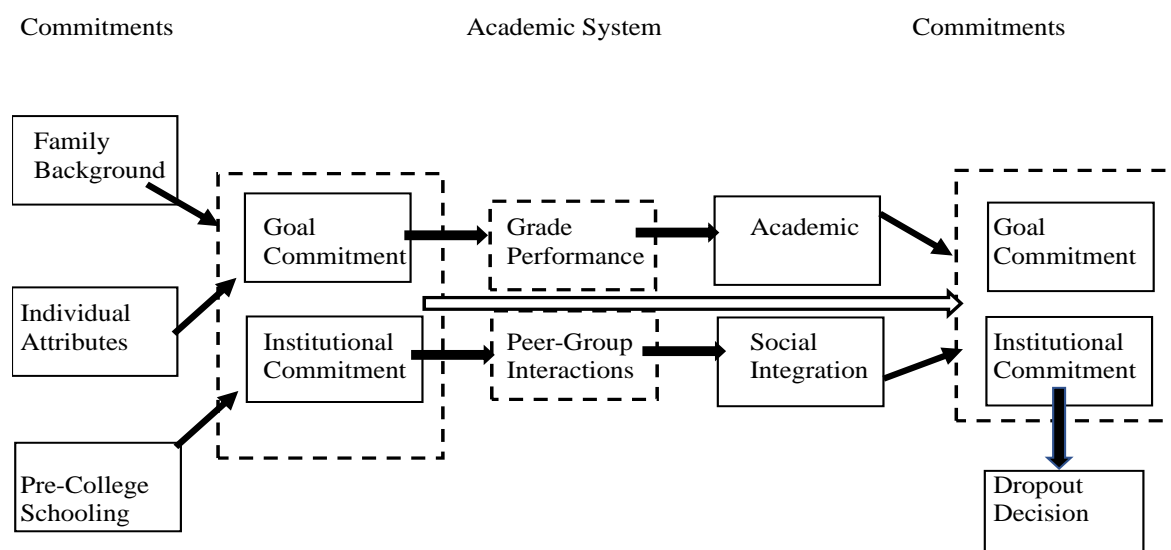 Commitments
Academic System
Commitments
Family
Background
Individual
Attributes
Pre-College
Schooling
Goal
Commitment
Institutional
Commitment
Grade
Performance
Peer-Group
Interactions
Academic
Social
Integration
Goal
Commitment
Institutional
Commitment
Dropout
Decision